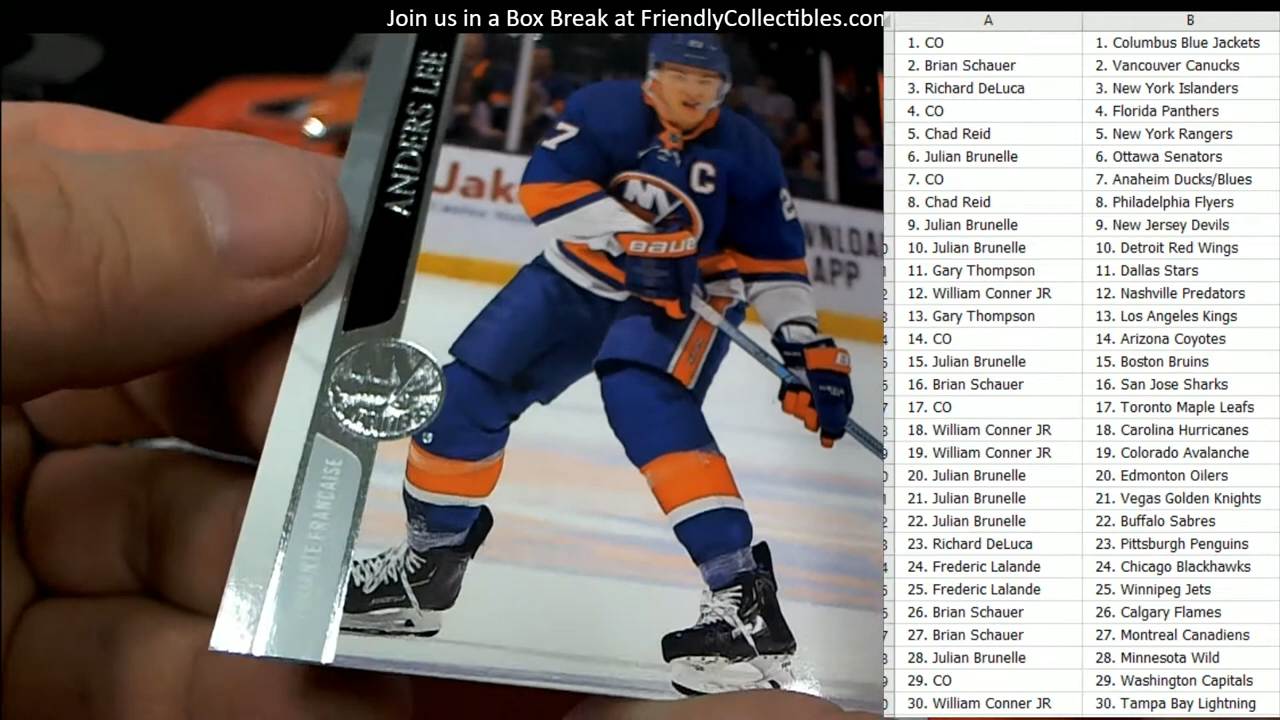 Join us in a Box Break at FriendlyCollectibles.com
ANDERS LEE
FRANÇAISE
7
C
NY
BAUER
Jak
NLOA
APP
A B
1. CO 1. Columbus Blue Jackets
2. Brian Schauer 2. Vancouver Canucks
3. Richard DeLuca 3. New York Islanders
4. CO 4. Florida Panthers
5. Chad Reid 5. New York Rangers
6. Julian Brunelle 6. Ottawa Senators
7. CO 7. Anaheim Ducks/Blues
8. Chad Reid 8. Philadelphia Flyers
9. Julian Brunelle 9. New Jersey Devils
10. Julian Brunelle 10. Detroit Red Wings
11. Gary Thompson 11. Dallas Stars
12. William Conner JR 12. Nashville Predators
13. Gary Thompson 13. Los Angeles Kings
14. CO 14. Arizona Coyotes
15. Julian Brunelle 15. Boston Bruins
16. Brian Schauer 16. San Jose Sharks
17. CO 17. Toronto Maple Leafs
18. William Conner JR 18. Carolina Hurricanes
19. William Conner JR 19. Colorado Avalanche
20. Julian Brunelle 20. Edmonton Oilers
21. Julian Brunelle 21. Vegas Golden Knights
22. Julian Brunelle 22. Buffalo Sabres
23. Richard DeLuca 23. Pittsburgh Penguins
24. Frederic Lalande 24. Chicago Blackhawks
25. Frederic Lalande 25. Winnipeg Jets
26. Brian Schauer 26. Calgary Flames
27. Brian Schauer 27. Montreal Canadiens
28. Julian Brunelle 28. Minnesota Wild
29. CO 29. Washington Capitals
30. William Conner JR 30. Tampa Bay Lightning